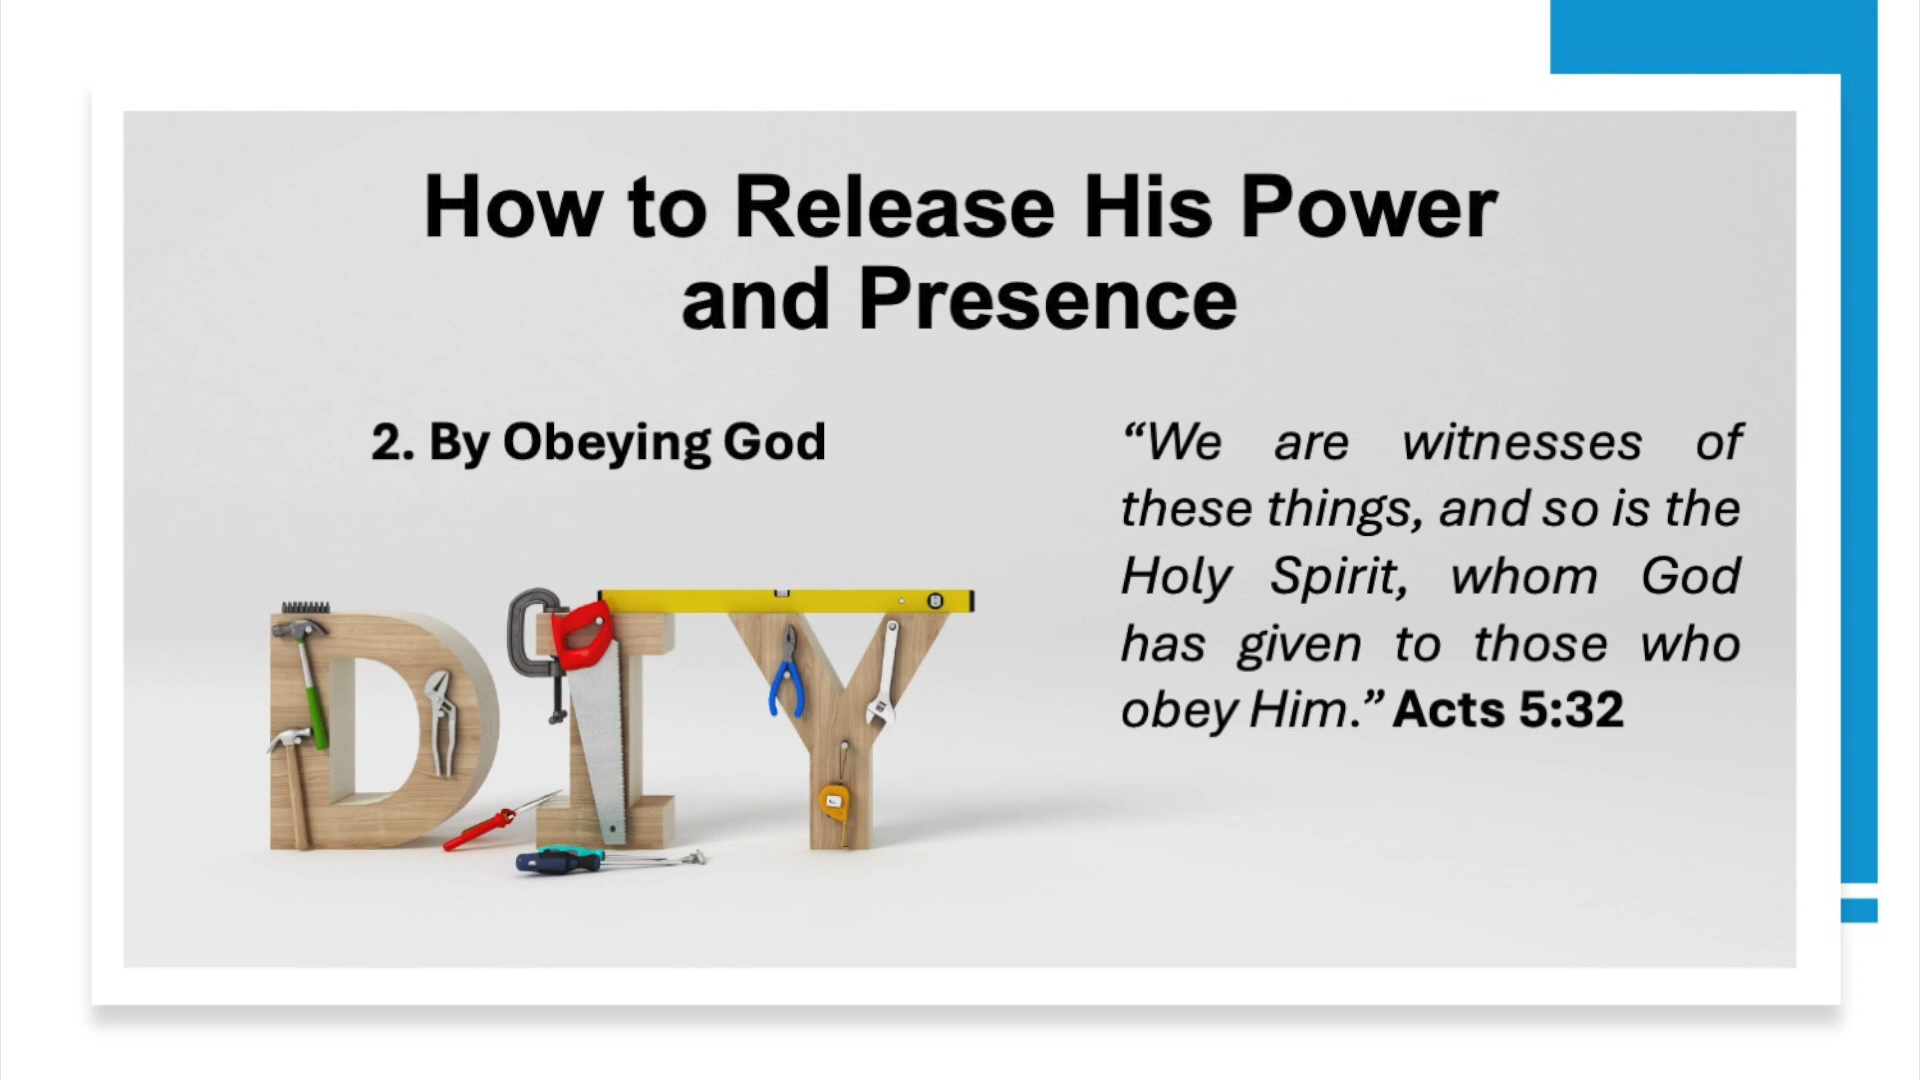 How to Release His Power
and Presence
2. By Obeying God
“We are witnesses of
these things, and so is the
Holy Spirit, whom God
has given to those who
obey Him.” Acts 5:32
DIY